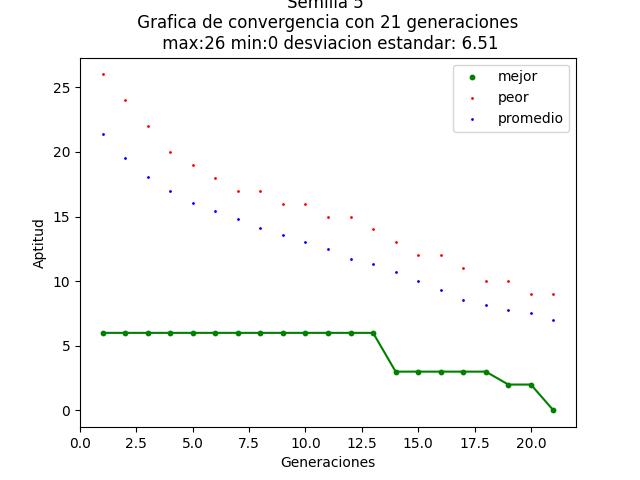 Semilla 5
Grafica de convergencia con 21 generaciones
max:26 min:0 desviacion estandar: 6.51
mejor
peor
promedio
25
20
15
10
5
0
Aptitud
0.0 2.5 5.0 7.5 10.0 12.5 15.0 17.5 20.0
Generaciones